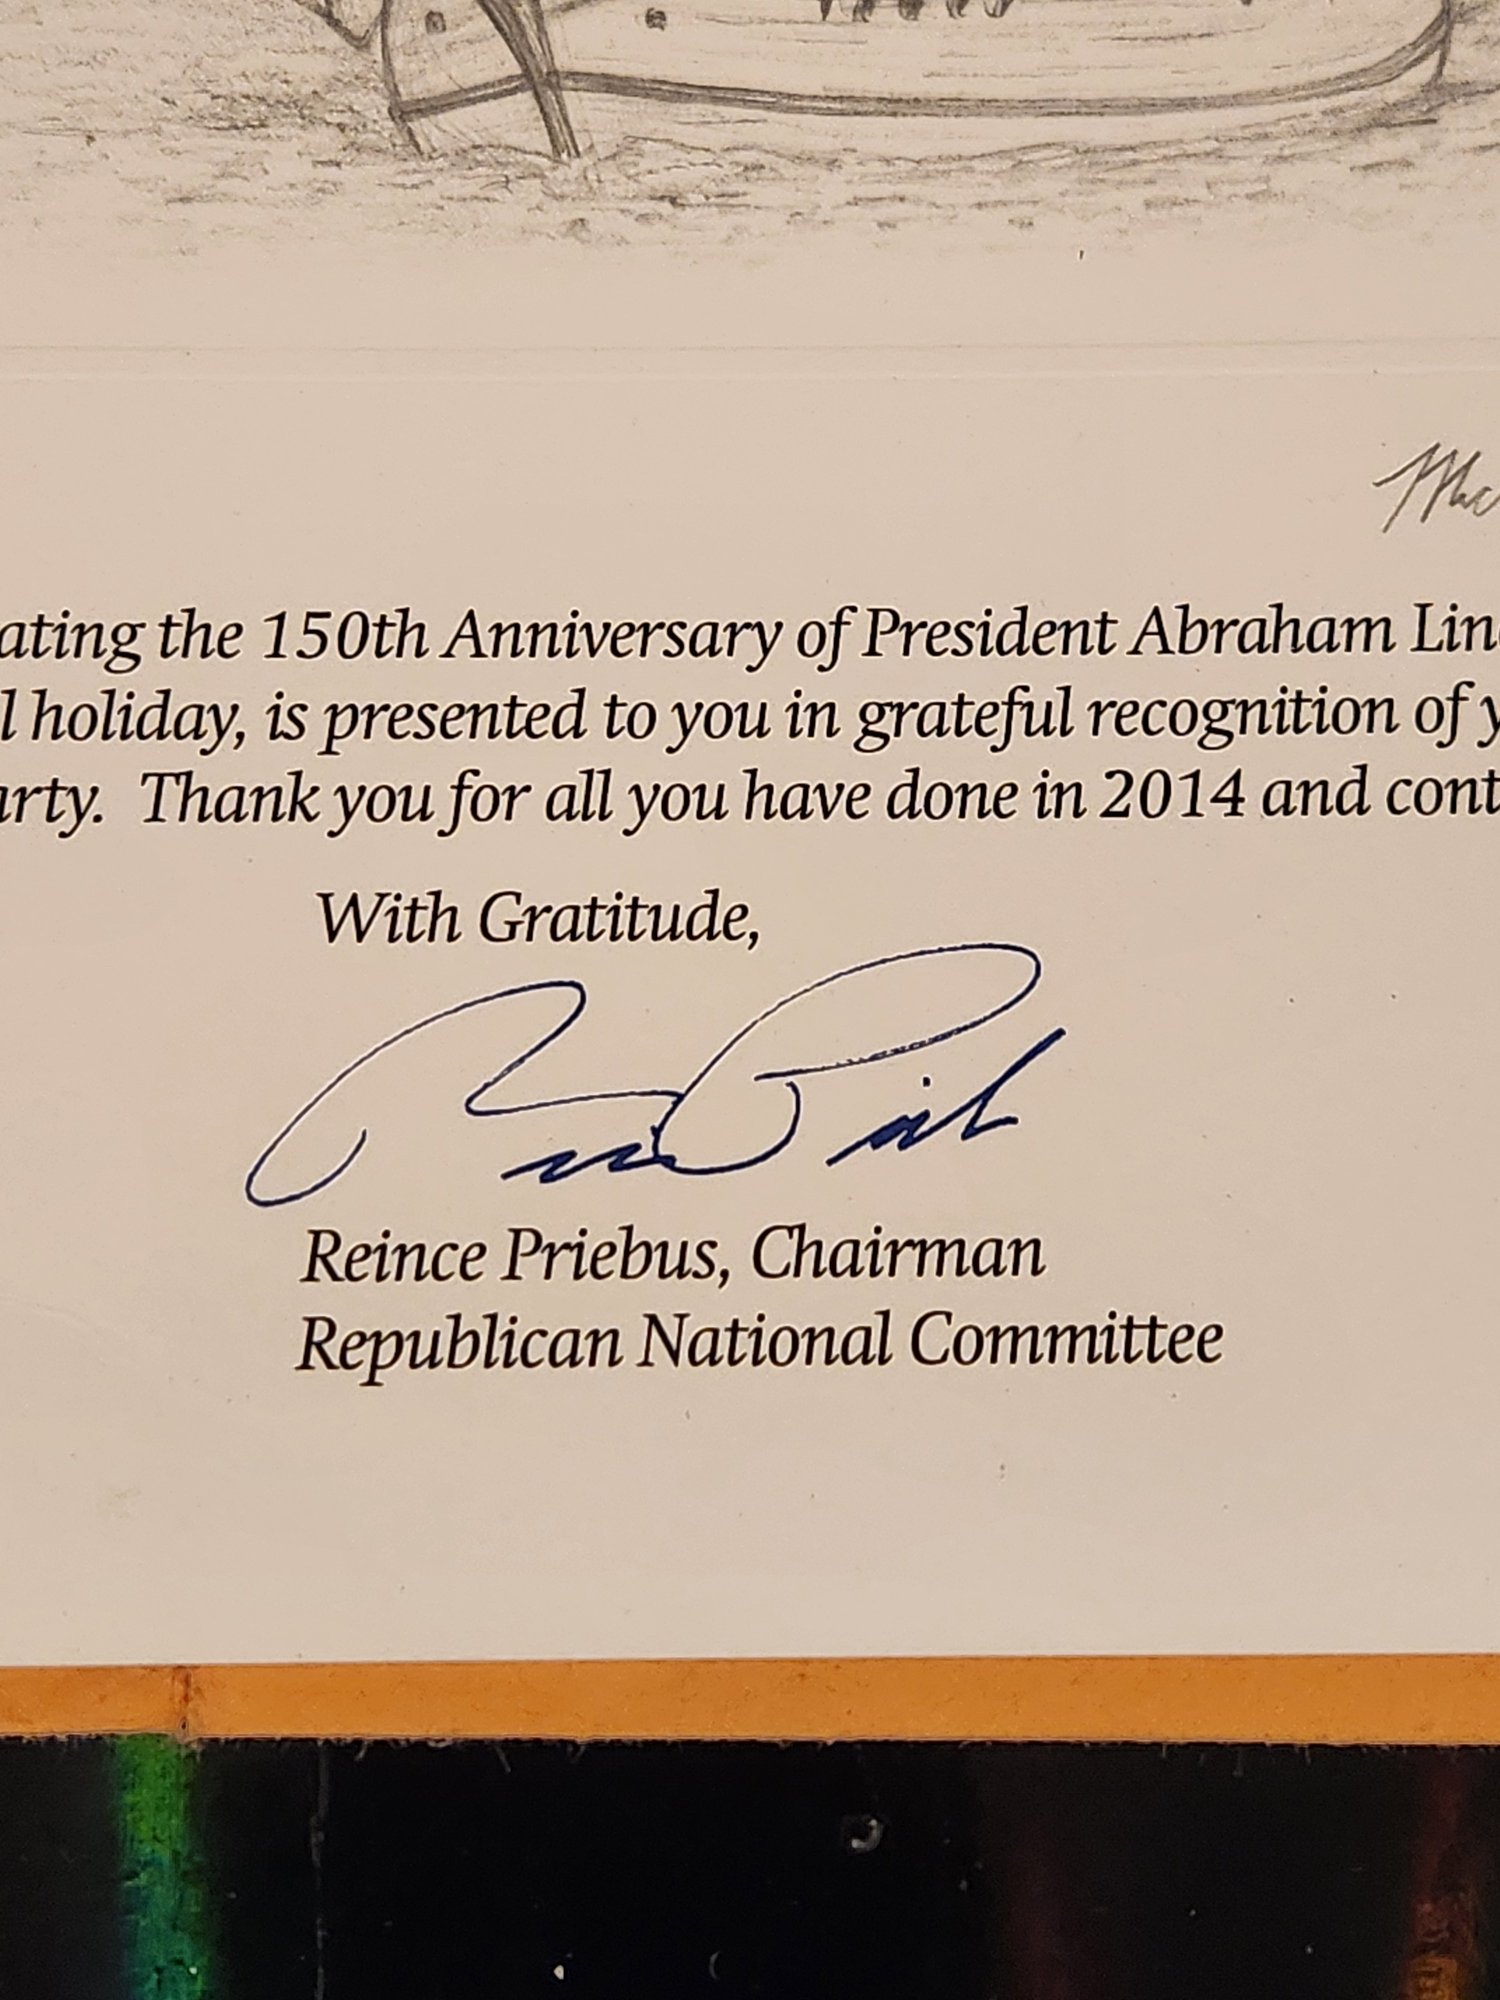 ating the 150th Anniversary of President Abraham Lin
l holiday, is presented to you in grateful recognition of y
arty. Thank you for all you have done in 2014 and cont
With Gratitude,
Reince Priebus, Chairman
Republican National Committee